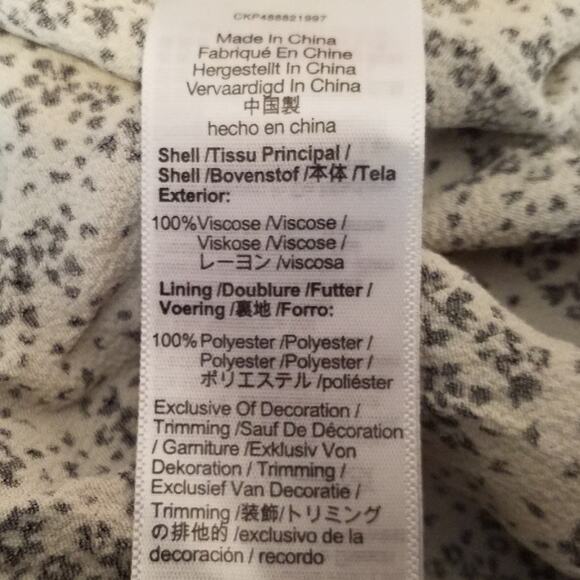 CKP488821997
Made In China
Fabriqué En Chine
Hergestellt In China
Vervaardigd In China
中国製
hecho en china
Shell /Tissu Principal /
Shell /Bovenstof /本体 /Tela
Exterior:
100%Viscose /Viscose /
Viskose /Viscose /
レーヨン /viscosa
Lining /Doublure /Futter /
Voering /裏地 /Forro:
100%Polyester /Polyester /
Polyester /Polyester /
ポリエステル /poliéster
Exclusive Of Decoration /
Trimming /Sauf De Décoration
/ Garniture /Exklusiv Von
Dekoration / Trimming /
Exclusief Van Decoratie /
Trimming /装飾/トリミング
の排他的 /exclusivo de la
decoración / recordo